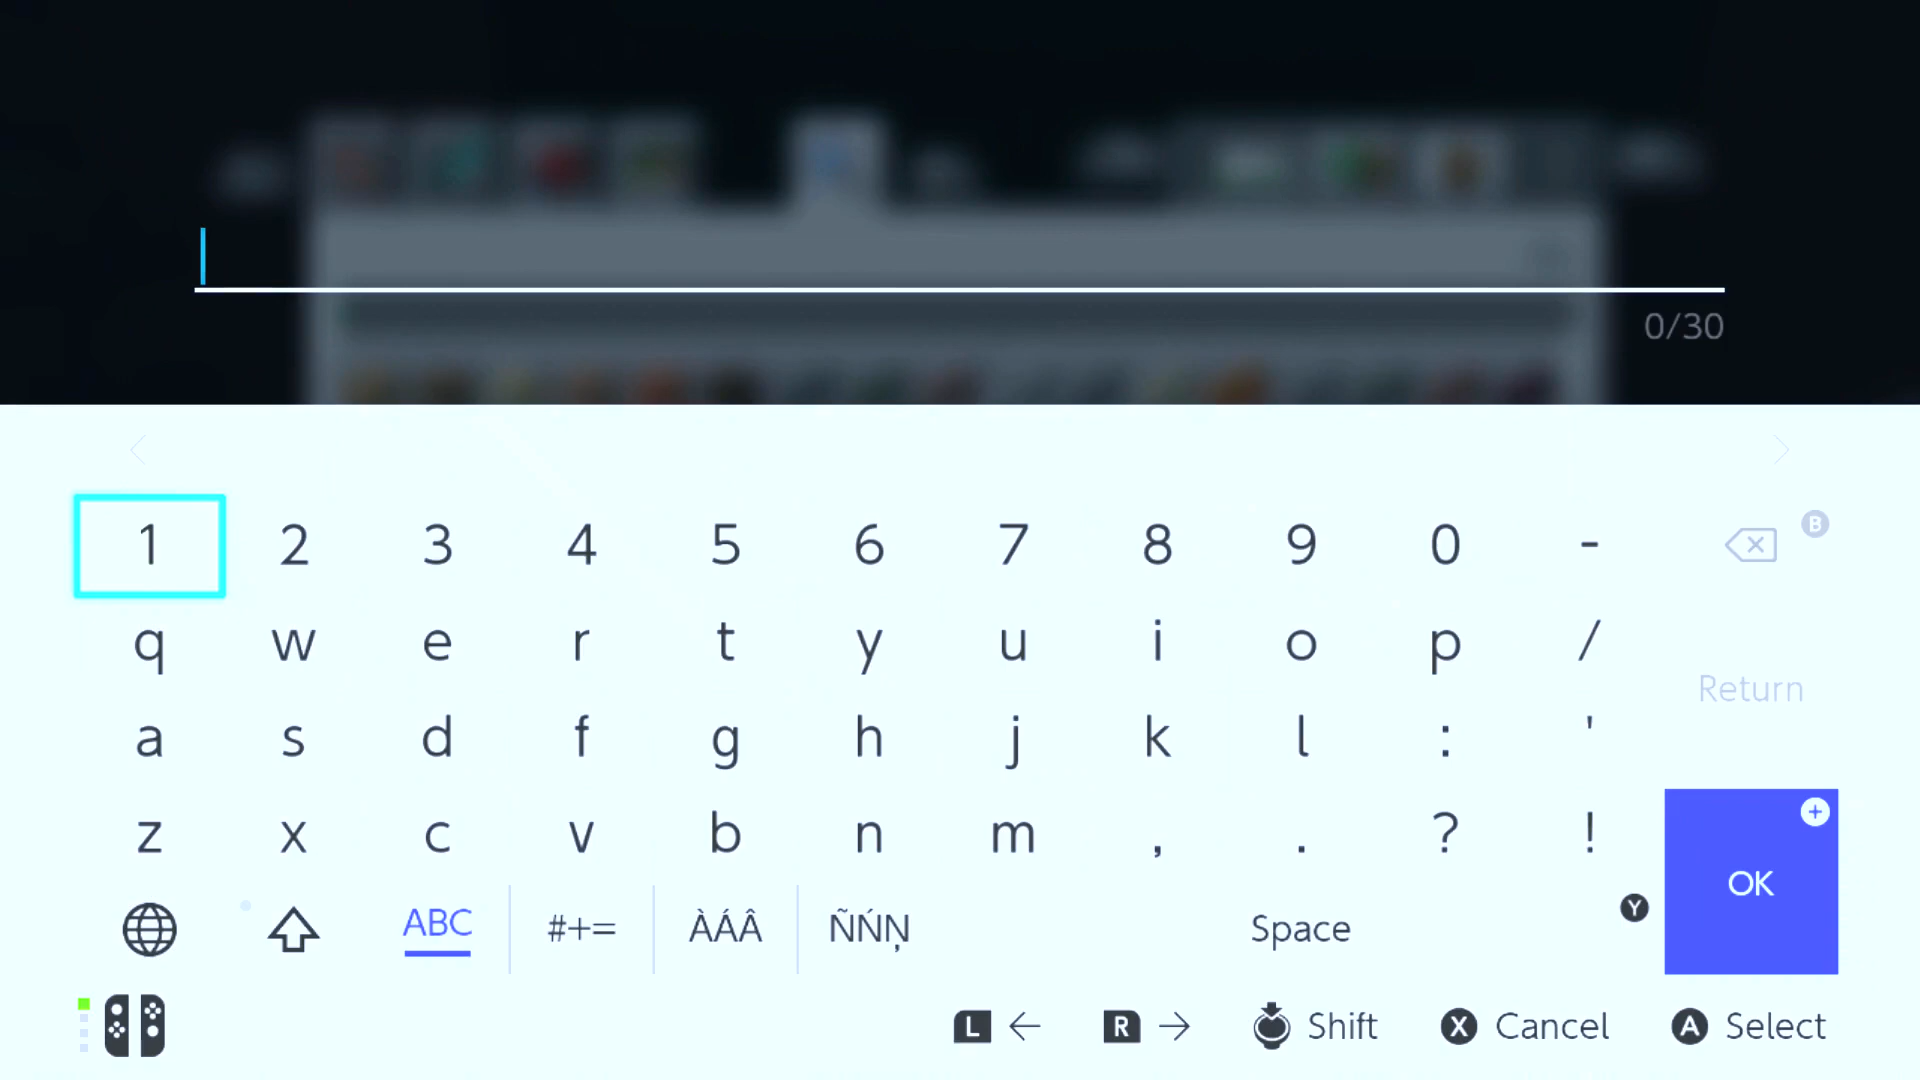 0/30
1 2 3 4 5 6 7 8 9 0 - B
q w e r t y u i o p /
Return
a s d f g h j k l : '
z x c v b n m , . ? ! +
OK
ABC #+= ÀÁÂ ÑŃŅ Space Y
L ← R → Shift X Cancel A Select